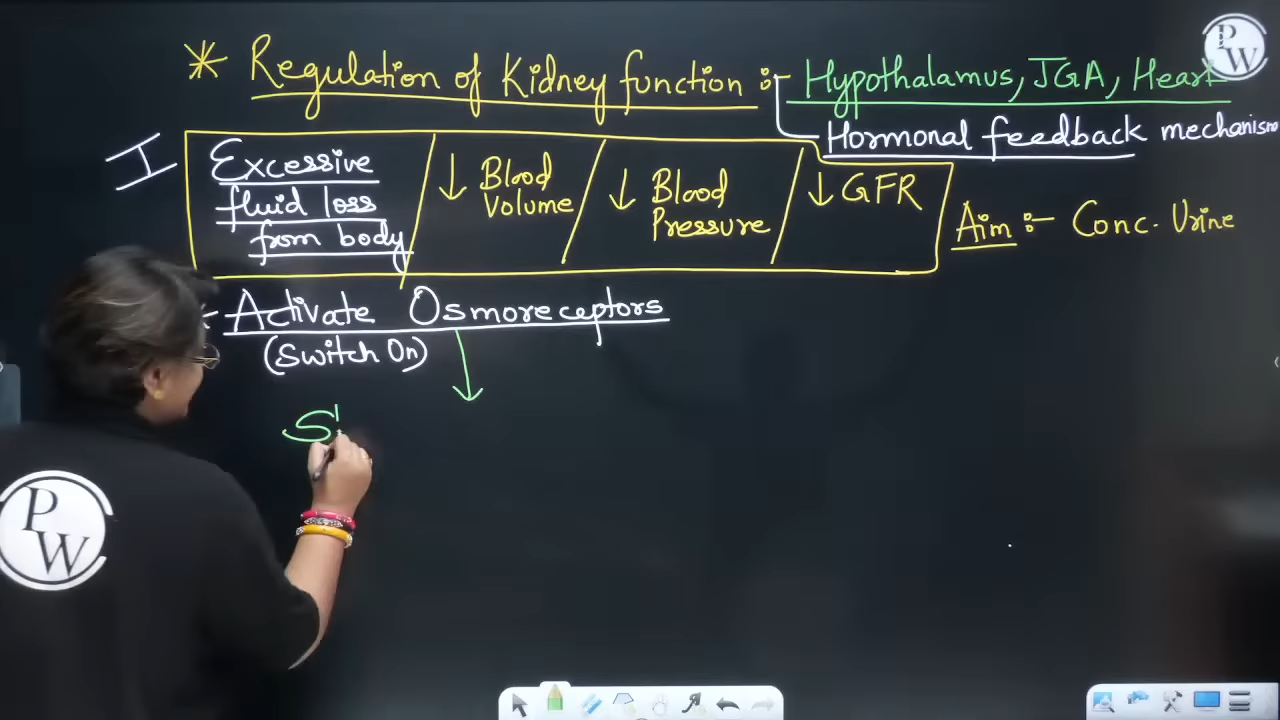 * Regulation of Kidney function :- Hypothalamus, JGA, Heart
Hormonal feedback mechanism
I
Excessive fluid loss from body
↓ Blood Volume
↓ Blood Pressure
↓ GFR
Aim :- Conc. Urine
* Activate Osmoreceptors
(Switch On)
↓
PW
PW